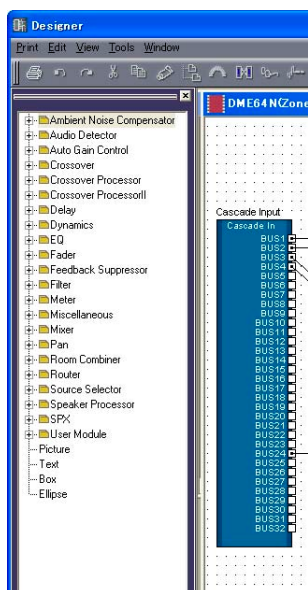 Designer
Print Edit View Tools Window
DME64N(Zone
Ambient Noise Compensator
Audio Detector
Auto Gain Control
Crossover
Crossover Processor
Crossover ProcessorII
Delay
Dynamics
EQ
Fader
Feedback Suppressor
Filter
Meter
Miscellaneous
Mixer
Pan
Room Combiner
Router
Source Selector
Speaker Processor
SPX
User Module
Picture
Text
Box
Ellipse
Cascade Input
Cascade In
BUS1
BUS2
BUS3
BUS4
BUS5
BUS6
BUS7
BUS8
BUS9
BUS10
BUS11
BUS12
BUS13
BUS14
BUS15
BUS16
BUS17
BUS18
BUS19
BUS20
BUS21
BUS22
BUS23
BUS24
BUS25
BUS26
BUS27
BUS28
BUS29
BUS30
BUS31
BUS32